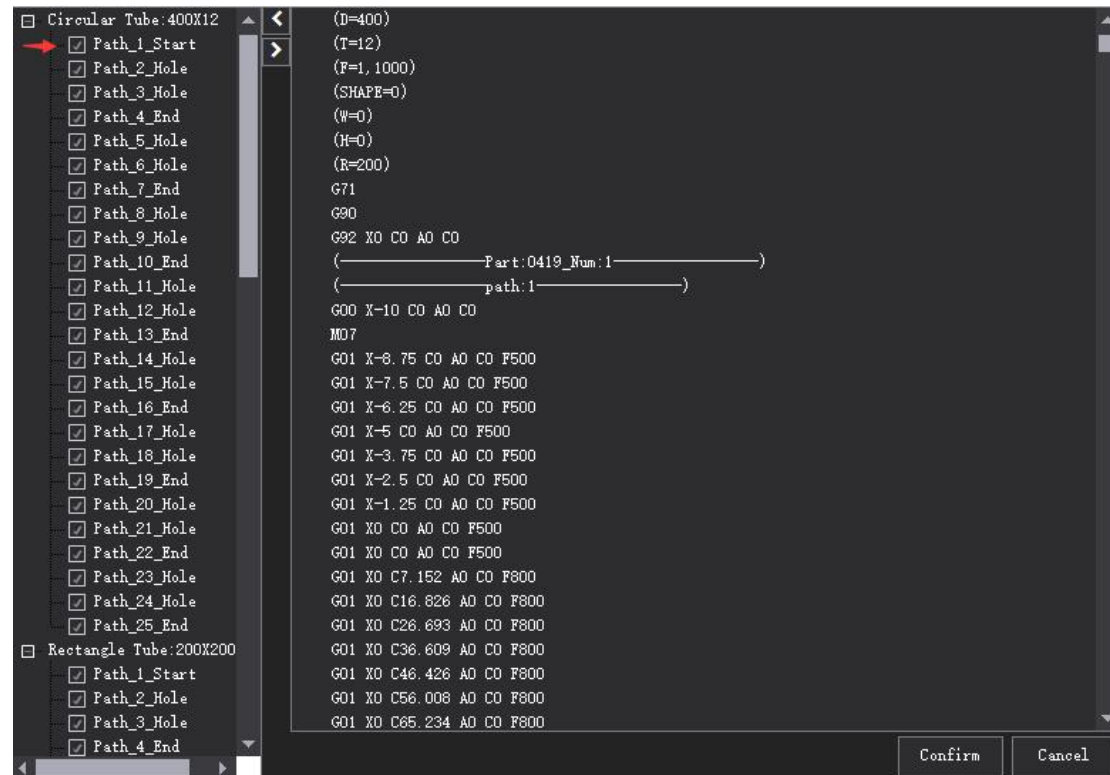 Circular Tube:400X12
Path_1_Start
Path_2_Hole
Path_3_Hole
Path_4_End
Path_5_Hole
Path_6_Hole
Path_7_End
Path_8_Hole
Path_9_Hole
Path_10_End
Path_11_Hole
Path_12_Hole
Path_13_End
Path_14_Hole
Path_15_Hole
Path_16_End
Path_17_Hole
Path_18_Hole
Path_19_End
Path_20_Hole
Path_21_Hole
Path_22_End
Path_23_Hole
Path_24_Hole
Path_25_End
Rectangle Tube:200X200
Path_1_Start
Path_2_Hole
Path_3_Hole
Path_4_End
(D=400)
(T=12)
(F=1,1000)
(SHAPE=0)
(W=0)
(H=0)
(R=200)
G71
G90
G92 X0 C0 A0 C0
(——————————Part:0419_Num:1——————————)
(——————————path:1——————————)
G00 X-10 C0 A0 C0
M07
G01 X-8.75 C0 A0 C0 F500
G01 X-7.5 C0 A0 C0 F500
G01 X-6.25 C0 A0 C0 F500
G01 X-5 C0 A0 C0 F500
G01 X-3.75 C0 A0 C0 F500
G01 X-2.5 C0 A0 C0 F500
G01 X-1.25 C0 A0 C0 F500
G01 X0 C0 A0 C0 F500
G01 X0 C0 A0 C0 F500
G01 X0 C7.152 A0 C0 F800
G01 X0 C16.826 A0 C0 F800
G01 X0 C26.693 A0 C0 F800
G01 X0 C36.609 A0 C0 F800
G01 X0 C46.426 A0 C0 F800
G01 X0 C56.008 A0 C0 F800
G01 X0 C65.234 A0 C0 F800
Confirm
Cancel